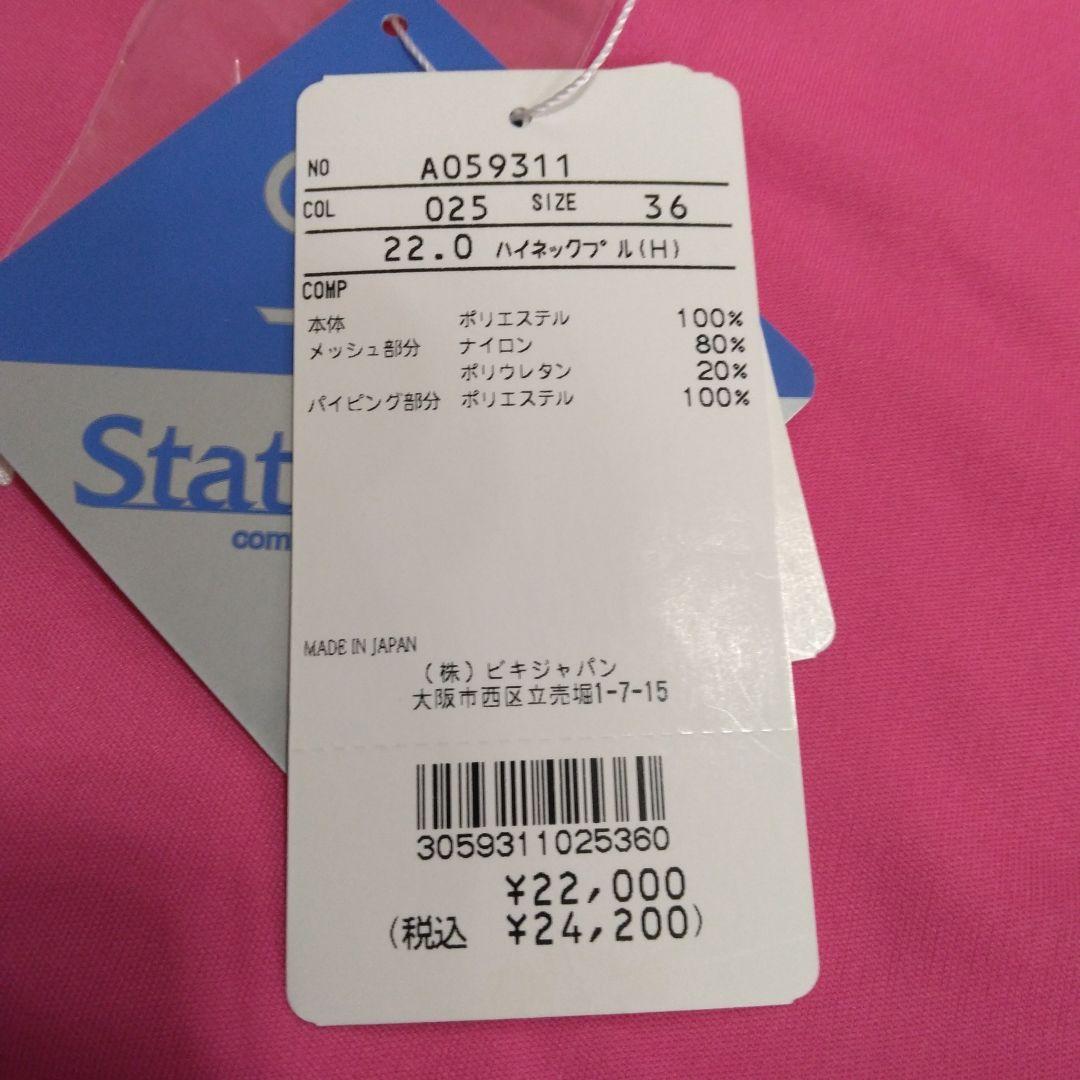 NO A059311
COL 025 SIZE 36
22.0 ハイネックプル(H)
COMP
本体 ポリエステル 100%
メッシュ部分 ナイロン 80%
ポリウレタン 20%
パイピング部分 ポリエステル 100%
MADE IN JAPAN
(株)ビキジャパン
大阪市西区立売堀1-7-15
3059311025360
¥22,000
(税込 ¥24,200)
Stat
com